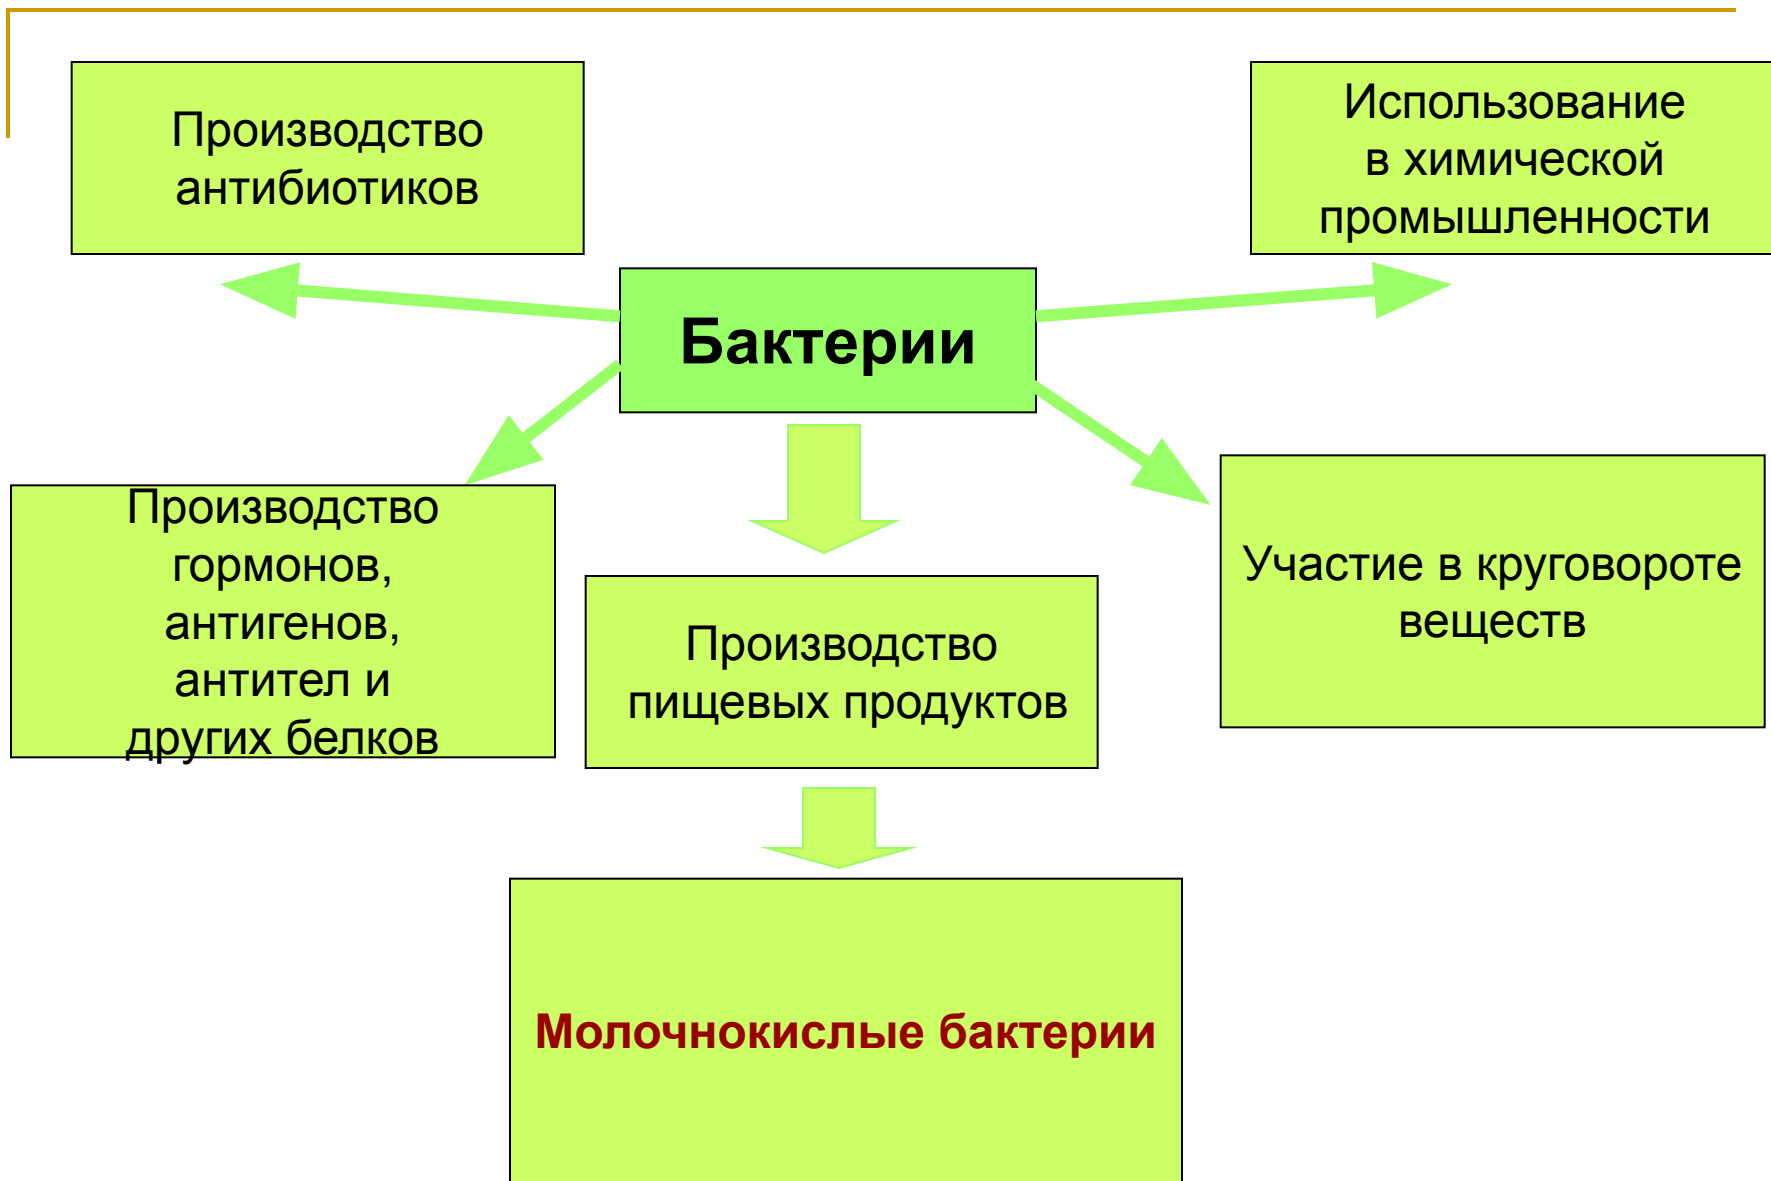 Производство
антибиотиков
Использование
в химической
промышленности
Бактерии
Производство
гормонов,
антигенов,
антител и
других белков
Производство
пищевых продуктов
Участие в круговороте
веществ
Молочнокислые бактерии